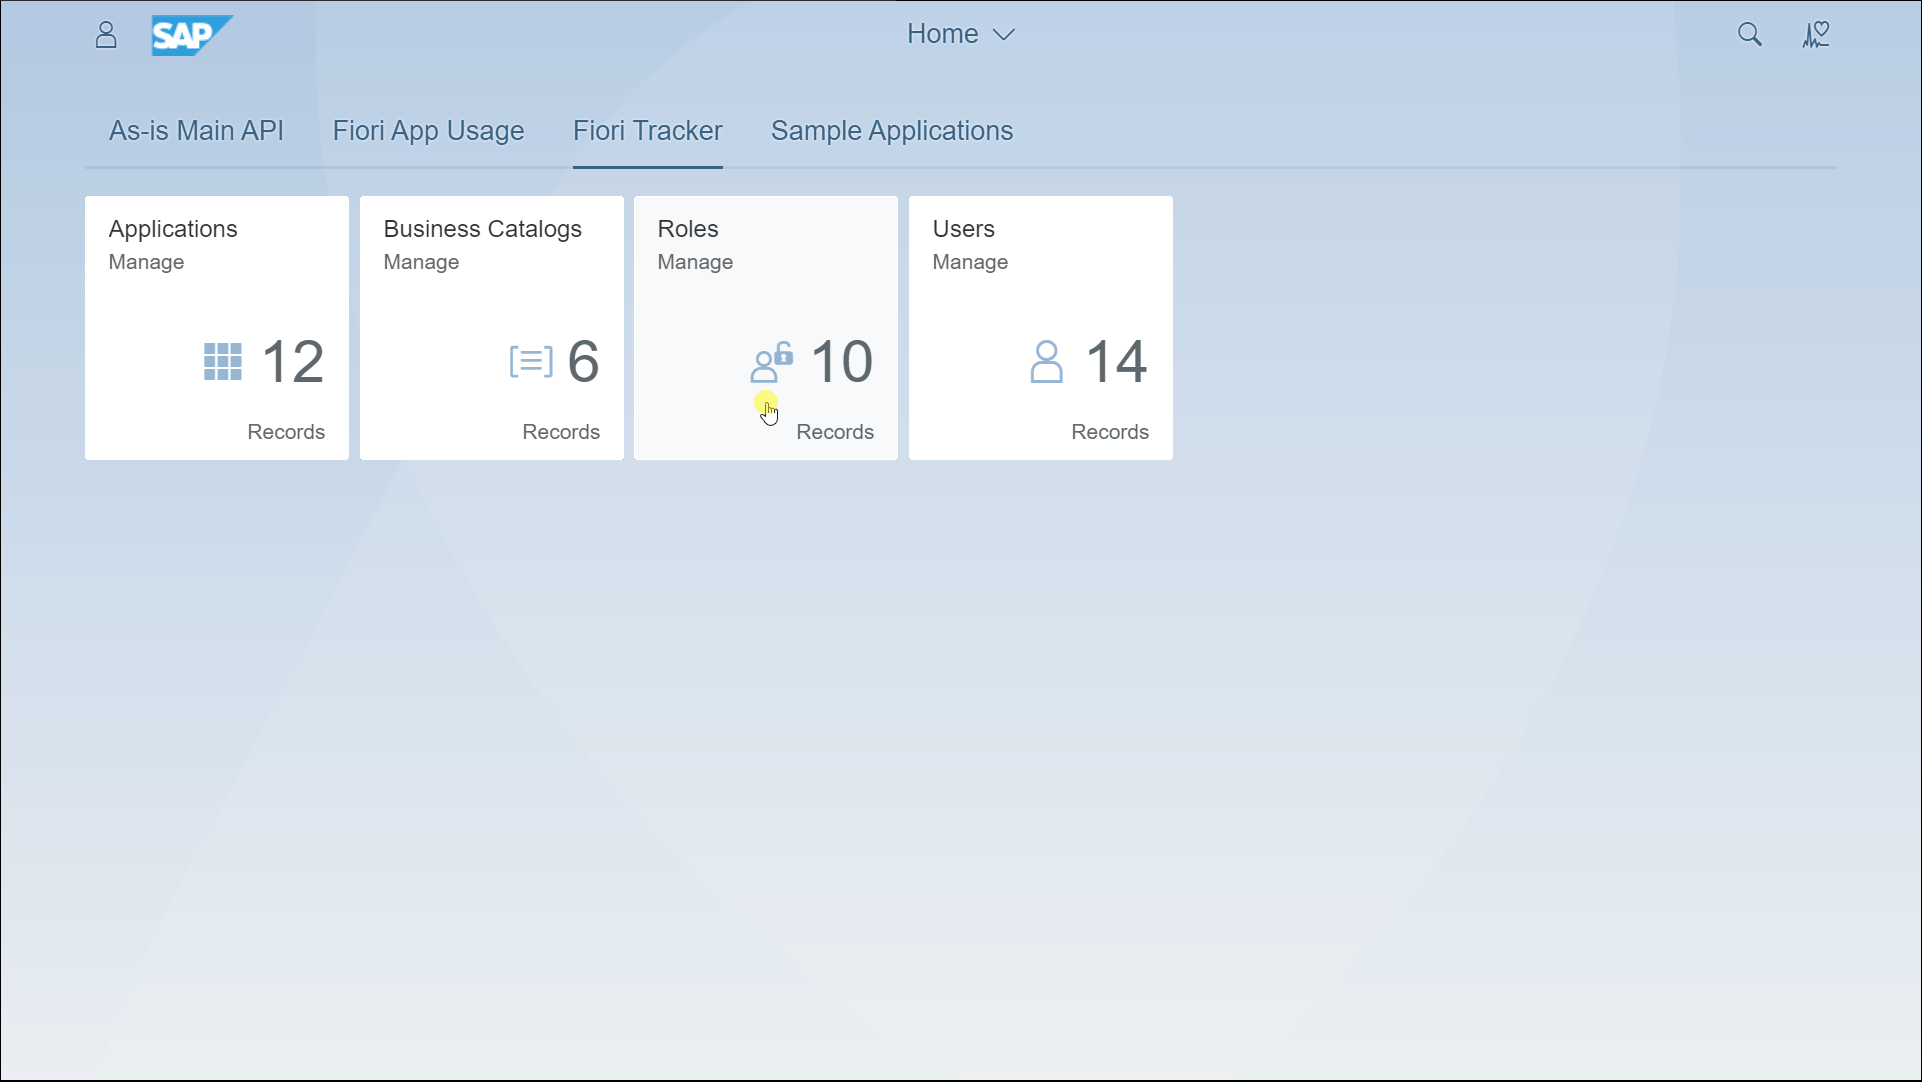 SAP
Home
As-is Main API
Fiori App Usage
Fiori Tracker
Sample Applications
Applications
Manage
12
Records
Business Catalogs
Manage
6
Records
Roles
Manage
10
Records
Users
Manage
14
Records